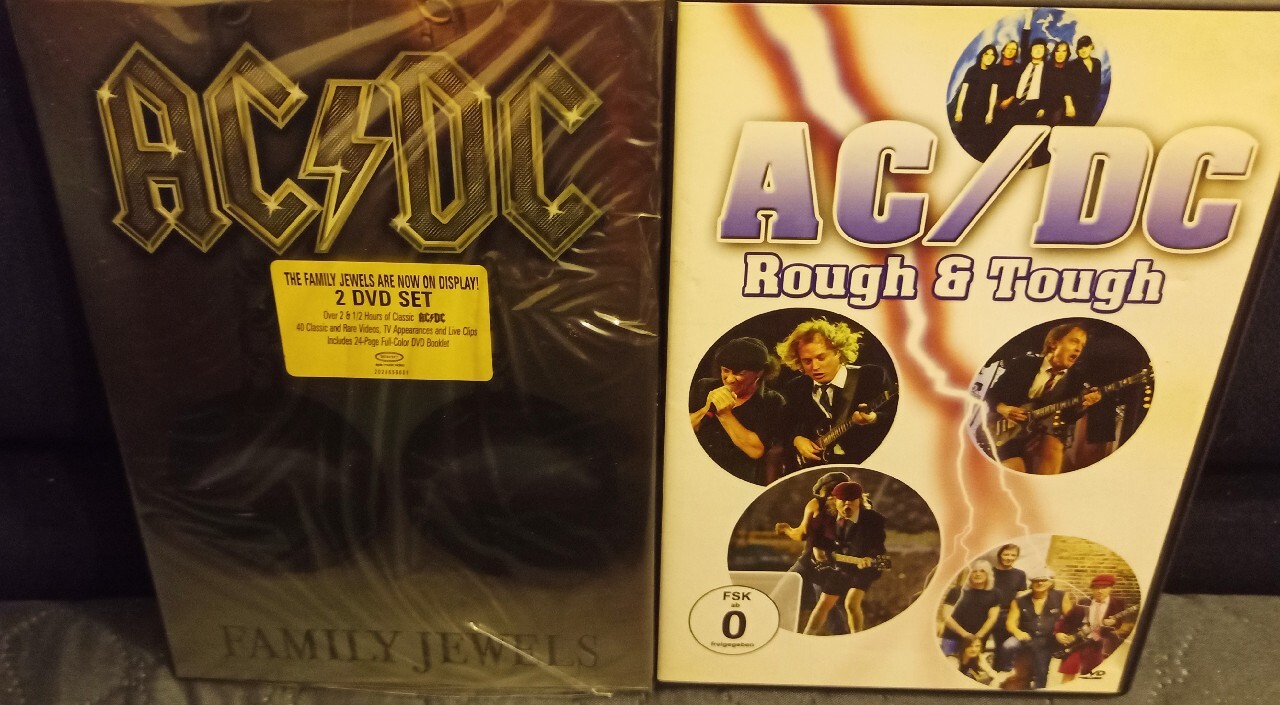 AC DC
THE FAMILY JEWELS ARE NOW ON DISPLAY!
2 DVD SET
Over 2 & 1/2 Hours of Classic AC DC
40 Classic and Rare Videos, TV Appearances and Live Clips
Includes 24-Page Full-Color DVD Booklet
FAMILY JEWELS
AC/DC
Rough & Tough
FSK
ab
0
freigegeben
DVD